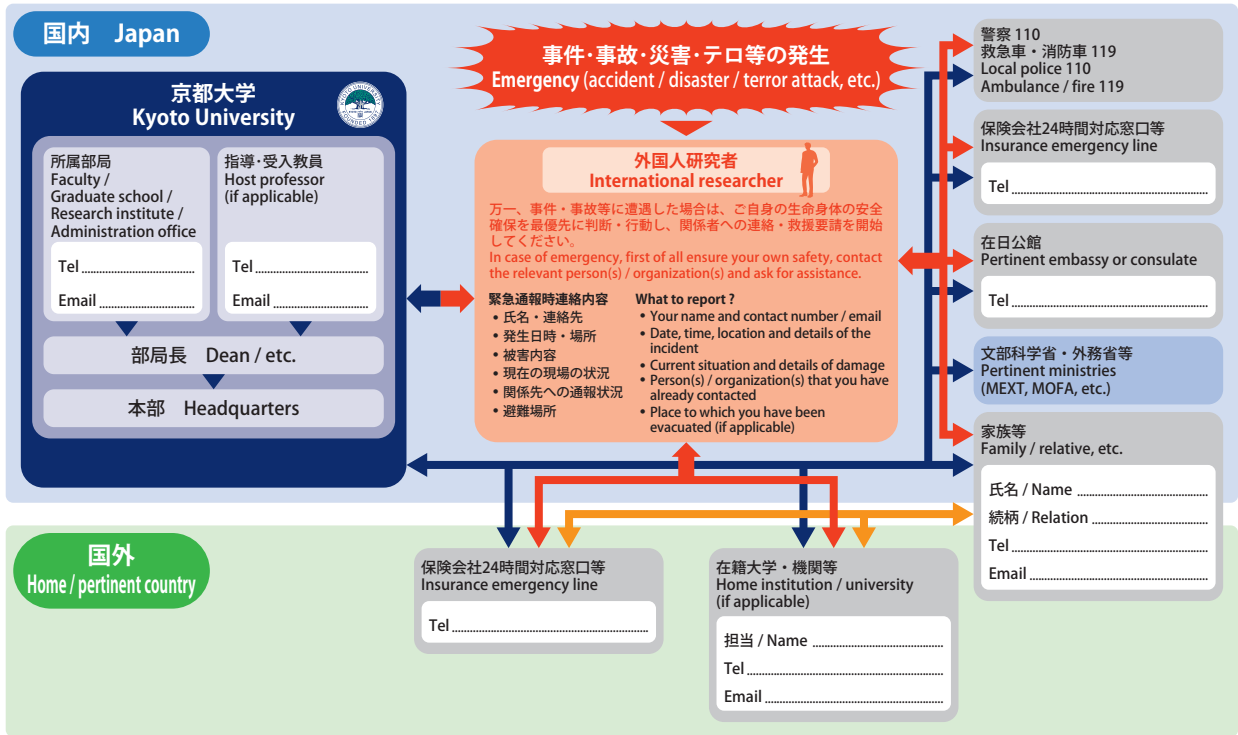 国内 Japan
事件・事故・災害・テロ等の発生
Emergency (accident / disaster / terror attack, etc.)
京都大学
Kyoto University
KYOTO UNIVERSITY
FOUNDED 1897
所属部局
Faculty /
Graduate school /
Research institute /
Administration office
Tel
Email
指導・受入教員
Host professor
(if applicable)
Tel
Email
部局長 Dean / etc.
本部 Headquarters
外国人研究者
International researcher
万一、事件・事故等に遭遇した場合は、ご自身の生命身体の安全
確保を最優先に判断・行動し、関係者への連絡・救援要請を開始
してください。
In case of emergency, first of all ensure your own safety, contact
the relevant person(s) / organization(s) and ask for assistance.
緊急通報時連絡内容
• 氏名・連絡先
• 発生日時・場所
• 被害内容
• 現在の現場の状況
• 関係先への通報状況
• 避難場所
What to report ?
• Your name and contact number / email
• Date, time, location and details of the
incident
• Current situation and details of damage
• Person(s) / organization(s) that you have
already contacted
• Place to which you have been
evacuated (if applicable)
警察 110
救急車・消防車 119
Local police 110
Ambulance / fire 119
保険会社24時間対応窓口等
Insurance emergency line
Tel
在日公館
Pertinent embassy or consulate
Tel
文部科学省・外務省等
Pertinent ministries
(MEXT, MOFA, etc.)
家族等
Family / relative, etc.
氏名 / Name
続柄 / Relation
Tel
Email
国外
Home / pertinent country
保険会社24時間対応窓口等
Insurance emergency line
Tel
在籍大学・機関等
Home institution / university
(if applicable)
担当 / Name
Tel
Email